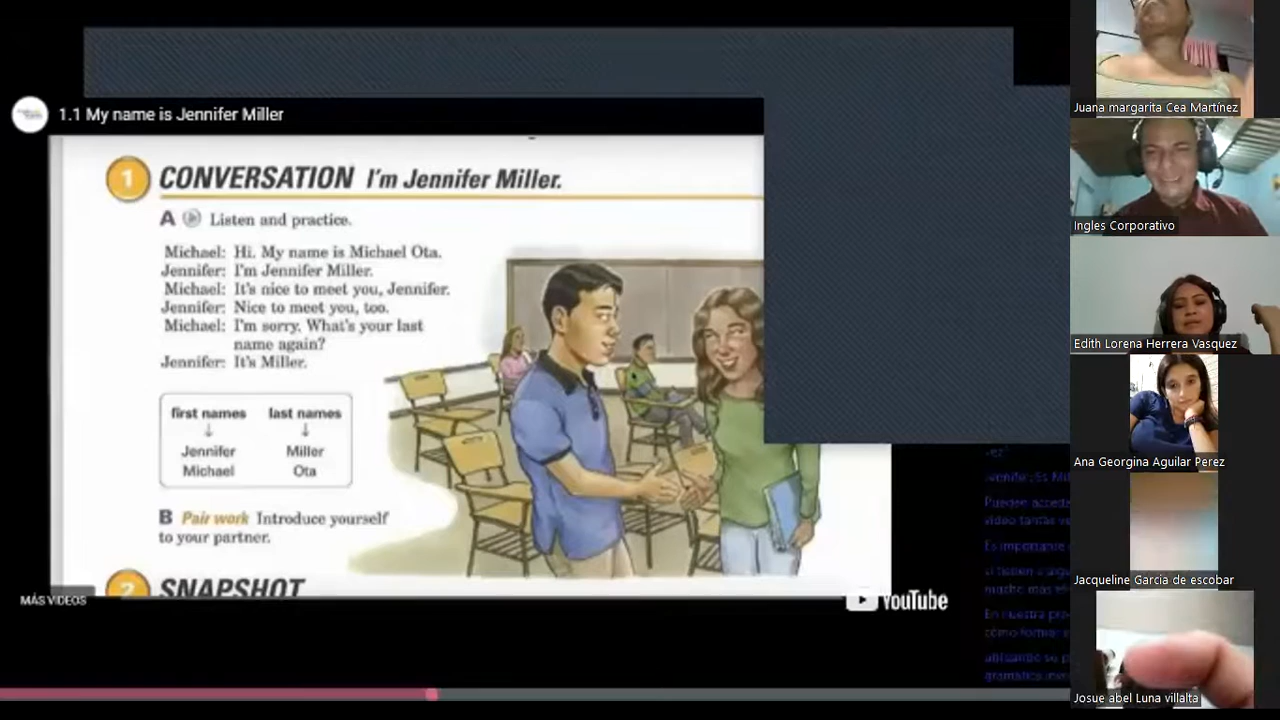 1.1 My name is Jennifer Miller
1 CONVERSATION I'm Jennifer Miller.
A Listen and practice.
Michael: Hi. My name is Michael Ota.
Jennifer: I'm Jennifer Miller.
Michael: It's nice to meet you, Jennifer.
Jennifer: Nice to meet you, too.
Michael: I'm sorry. What's your last
name again?
Jennifer: It's Miller.
first names last names
↓ ↓
Jennifer Miller
Michael Ota
B Pair work Introduce yourself
to your partner.
2 SNAPSHOT
MÁS VIDEOS
YouTube
Es importante
Juana margarita Cea Martínez
Ingles Corporativo
Edith Lorena Herrera Vasquez
Ana Georgina Aguilar Perez
Jacqueline Garcia de escobar
Josue abel Luna villalta